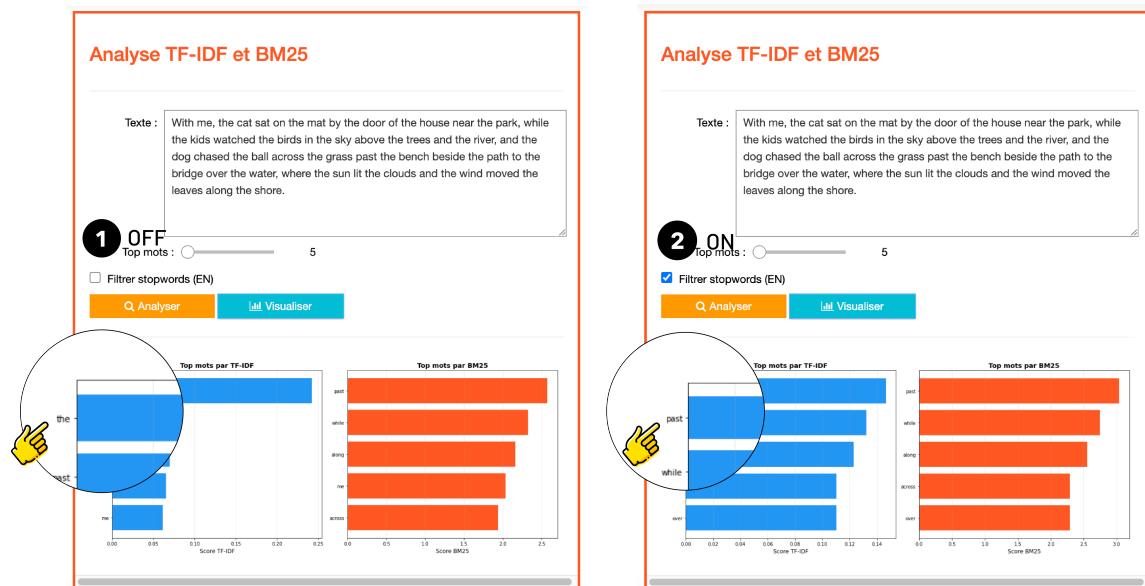 Analyse TF-IDF et BM25
Texte :
With me, the cat sat on the mat by the door of the house near the park, while
the kids watched the birds in the sky above the trees and the river, and the
dog chased the ball across the grass past the bench beside the path to the
bridge over the water, where the sun lit the clouds and the wind moved the
leaves along the shore.
1 OFF
Top mots :
5
Filtrer stopwords (EN)
Analyser
Visualiser
Top mots par TF-IDF
the
past
me
0.00 0.05 0.10 0.15 0.20 0.25
Score TF-IDF
Top mots par BM25
past
while
along
me
across
0.0 0.5 1.0 1.5 2.0 2.5
Score BM25
Analyse TF-IDF et BM25
Texte :
With me, the cat sat on the mat by the door of the house near the park, while
the kids watched the birds in the sky above the trees and the river, and the
dog chased the ball across the grass past the bench beside the path to the
bridge over the water, where the sun lit the clouds and the wind moved the
leaves along the shore.
2 ON
Top mots :
5
Filtrer stopwords (EN)
Analyser
Visualiser
Top mots par TF-IDF
past
while
over
0.00 0.02 0.04 0.06 0.08 0.10 0.12 0.14
Score TF-IDF
Top mots par BM25
past
while
along
across
over
0.0 0.5 1.0 1.5 2.0 2.5 3.0
Score BM25